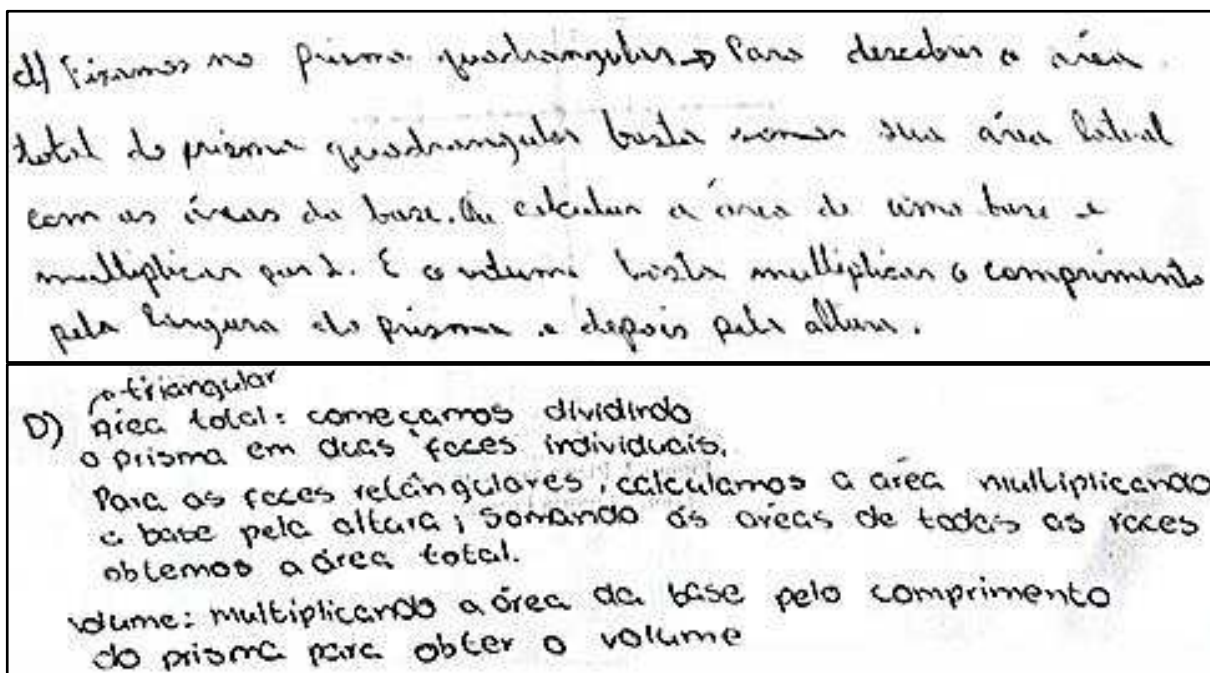 d) Fixamos no prisma quadrangular → Para descobrir a área
total do prisma quadrangular basta somar sua área lateral
com as áreas da base. Ou calcular a área de uma base e
multiplicar por 2. E o volume basta multiplicar o comprimento
pela largura do prisma e depois pela altura.
triangular
D) Área total: começamos dividindo
o prisma em duas faces individuais.
Para as faces retângulares, calculamos a área multiplicando
a base pela altura; somando as áreas de todas as faces
obtemos a área total.
volume: multiplicando a área da base pelo comprimento
do prisma para obter o volume